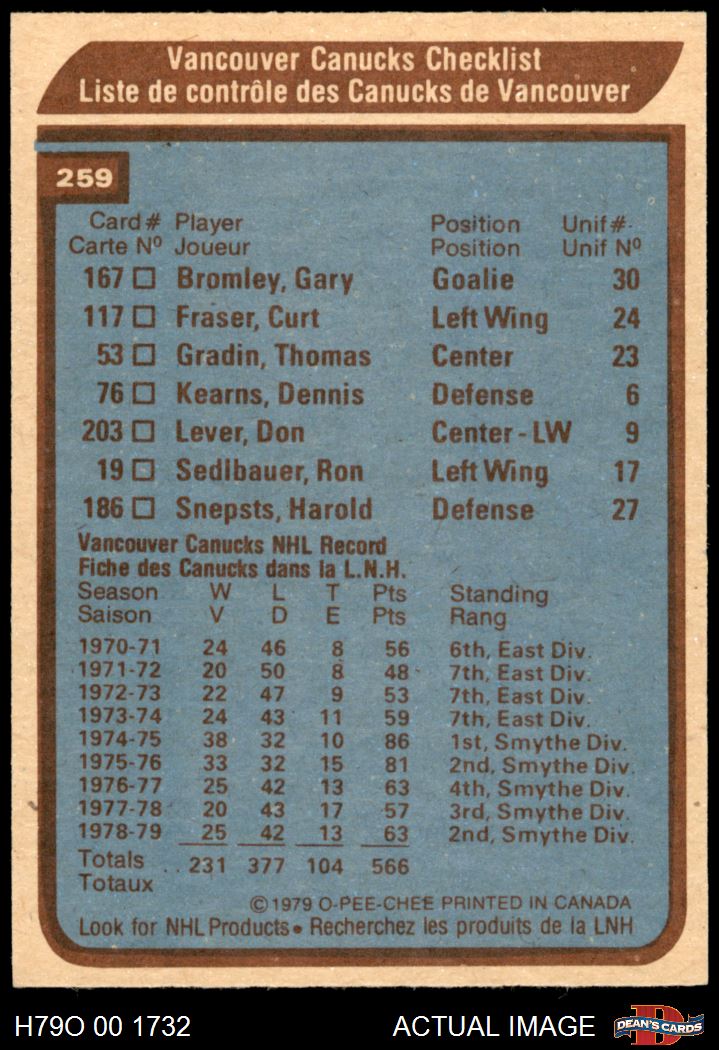 Vancouver Canucks Checklist
Liste de contrôle des Canucks de Vancouver
259
Card # Player Position Unif #
Carte Nº Joueur Position Unif Nº
167 □ Bromley, Gary Goalie 30
117 □ Fraser, Curt Left Wing 24
53 □ Gradin, Thomas Center 23
76 □ Kearns, Dennis Defense 6
203 □ Lever, Don Center - LW 9
19 □ Sedlbauer, Ron Left Wing 17
186 □ Snepsts, Harold Defense 27
Vancouver Canucks NHL Record
Fiche des Canucks dans la L.N.H.
Season W L T Pts Standing
Saison V D E Pts Rang
1970-71 24 46 8 56 6th, East Div.
1971-72 20 50 8 48 7th, East Div.
1972-73 22 47 9 53 7th, East Div.
1973-74 24 43 11 59 7th, East Div.
1974-75 38 32 10 86 1st, Smythe Div.
1975-76 33 32 15 81 2nd, Smythe Div.
1976-77 25 42 13 63 4th, Smythe Div.
1977-78 20 43 17 57 3rd, Smythe Div.
1978-79 25 42 13 63 2nd, Smythe Div.
Totals .. 231 377 104 566
Totaux
©1979 O-PEE-CHEE PRINTED IN CANADA
Look for NHL Products • Recherchez les produits de la LNH
H79O 00 1732 ACTUAL IMAGE D DEAN'S CARDS